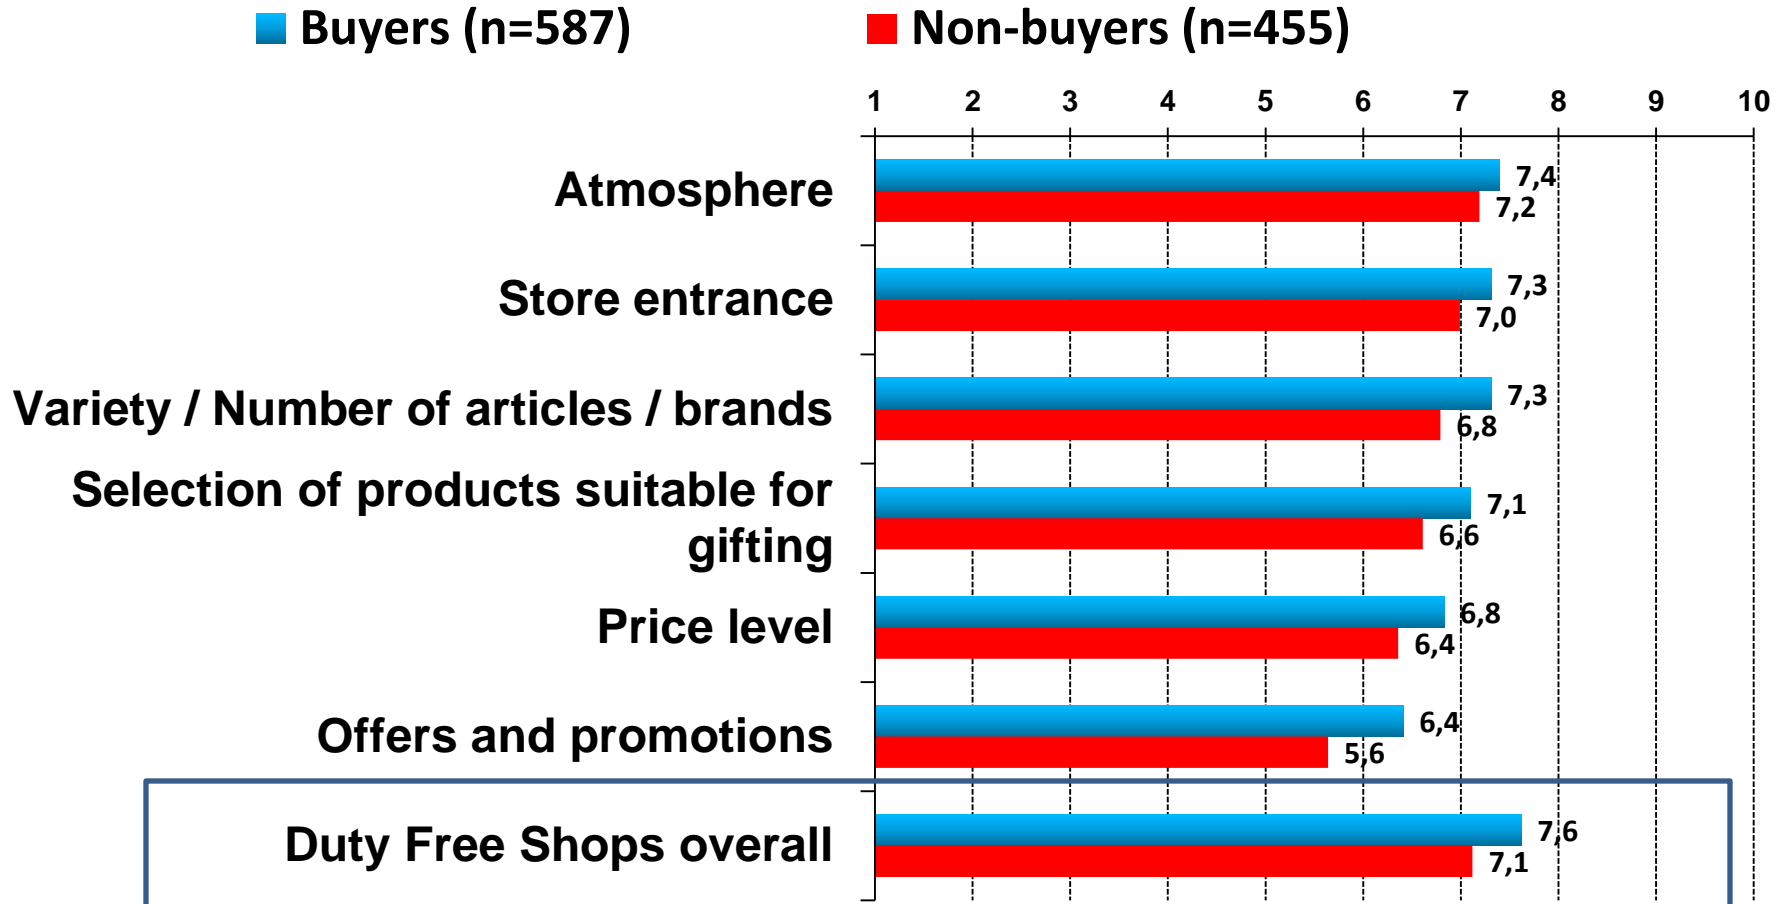 Buyers (n=587) Non-buyers (n=455)
1 2 3 4 5 6 7 8 9 10
Atmosphere 7,4
7,2
Store entrance 7,3
7,0
Variety / Number of articles / brands 7,3
6,8
Selection of products suitable for
gifting 7,1
6,6
Price level 6,8
6,4
Offers and promotions 6,4
5,6
Duty Free Shops overall 7,6
7,1